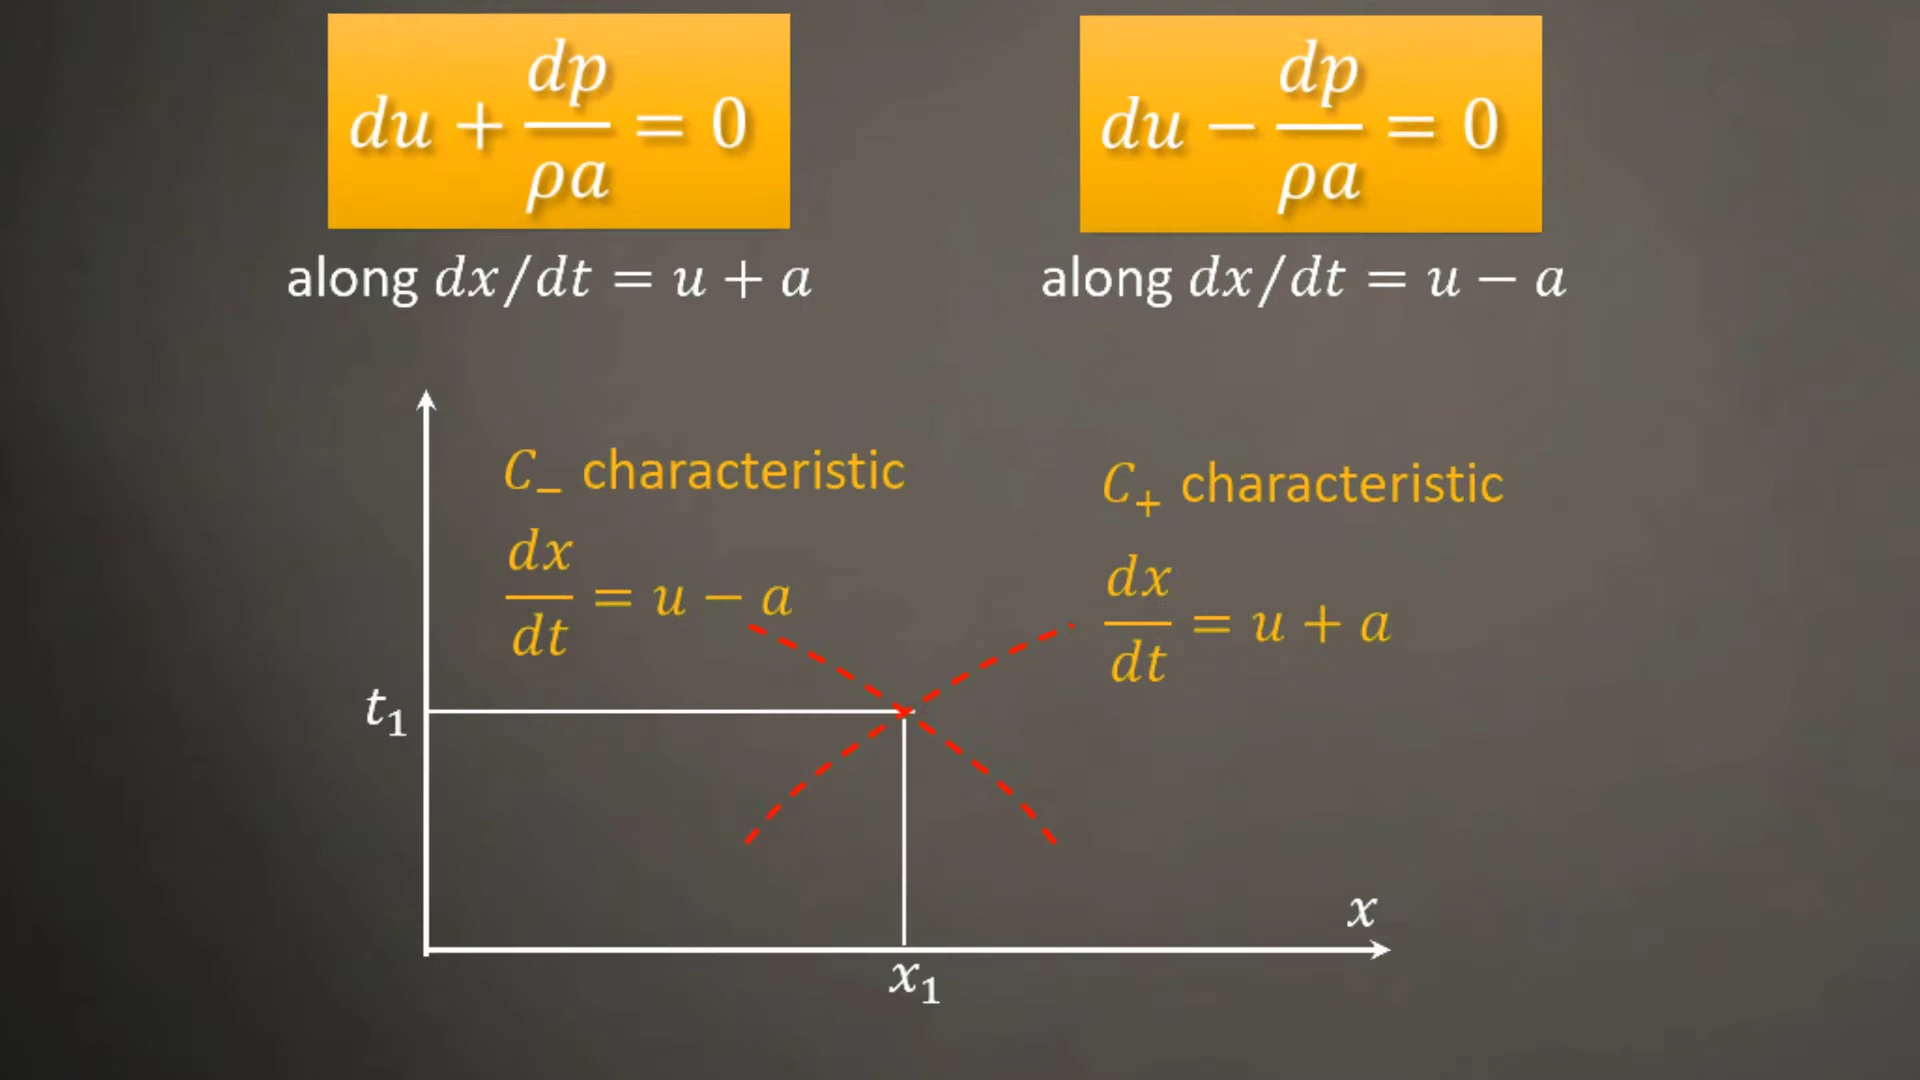 du + dp/ρa = 0
du − dp/ρa = 0
along dx/dt = u + a
along dx/dt = u − a
C₋ characteristic
C₊ characteristic
dx/dt = u − a
dx/dt = u + a
t₁
x
x₁